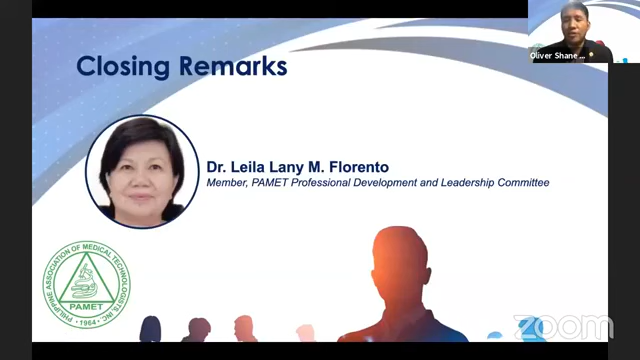 Oliver Shane ...
Closing Remarks
Dr. Leila Lany M. Florento
Member, PAMET Professional Development and Leadership Committee
PHILIPPINE ASSOCIATION OF MEDICAL TECHNOLOGISTS, INC.
PAMET
• 1964 •
zoom